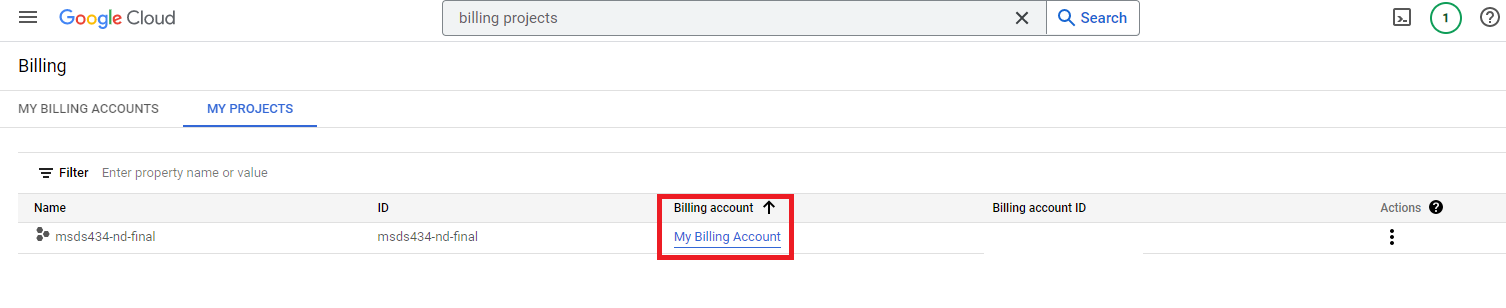 Google Cloud
billing projects
Search
1
Billing
MY BILLING ACCOUNTS MY PROJECTS
Filter Enter property name or value
Name ID Billing account Billing account ID Actions
msds434-nd-final msds434-nd-final My Billing Account